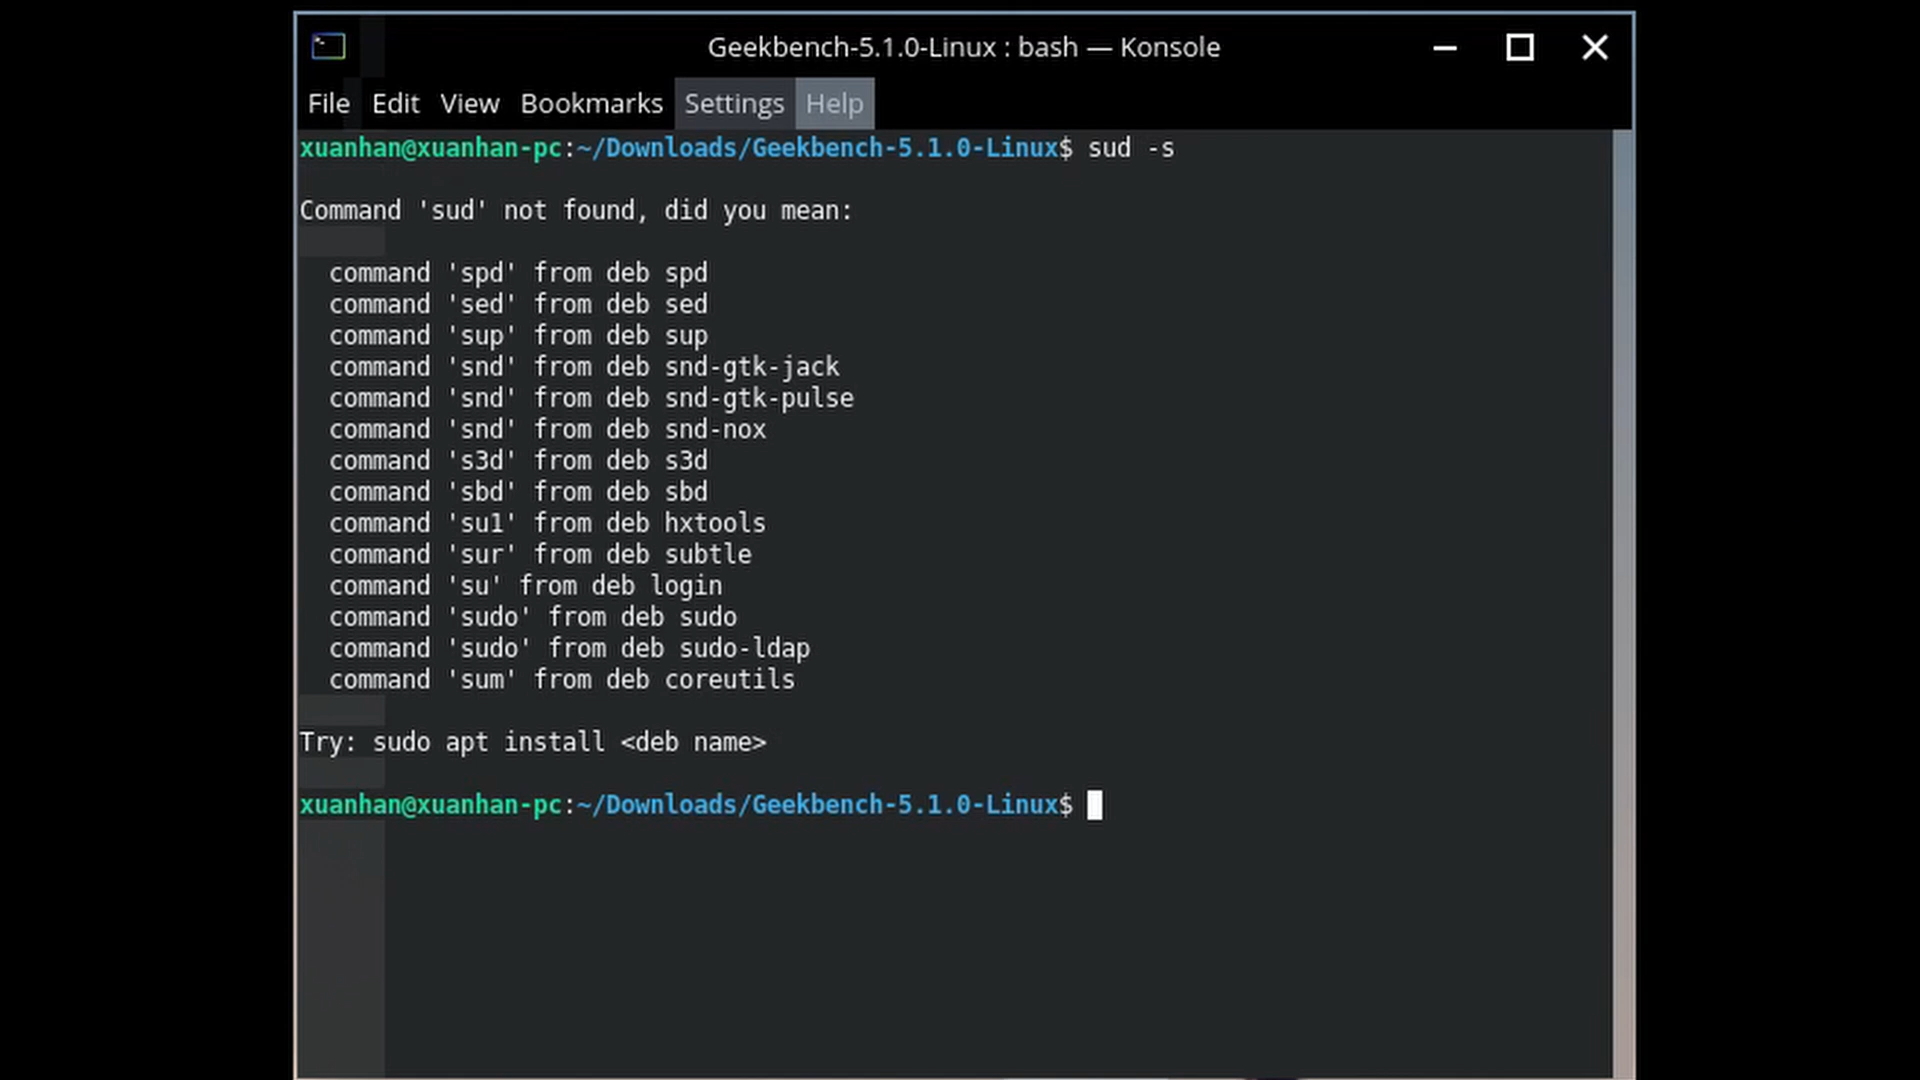 Geekbench-5.1.0-Linux : bash — Konsole
File Edit View Bookmarks Settings Help
xuanhan@xuanhan-pc:~/Downloads/Geekbench-5.1.0-Linux$ sud -s
Command 'sud' not found, did you mean:
command 'spd' from deb spd
command 'sed' from deb sed
command 'sup' from deb sup
command 'snd' from deb snd-gtk-jack
command 'snd' from deb snd-gtk-pulse
command 'snd' from deb snd-nox
command 's3d' from deb s3d
command 'sbd' from deb sbd
command 'su1' from deb hxtools
command 'sur' from deb subtle
command 'su' from deb login
command 'sudo' from deb sudo
command 'sudo' from deb sudo-ldap
command 'sum' from deb coreutils
Try: sudo apt install <deb name>
xuanhan@xuanhan-pc:~/Downloads/Geekbench-5.1.0-Linux$